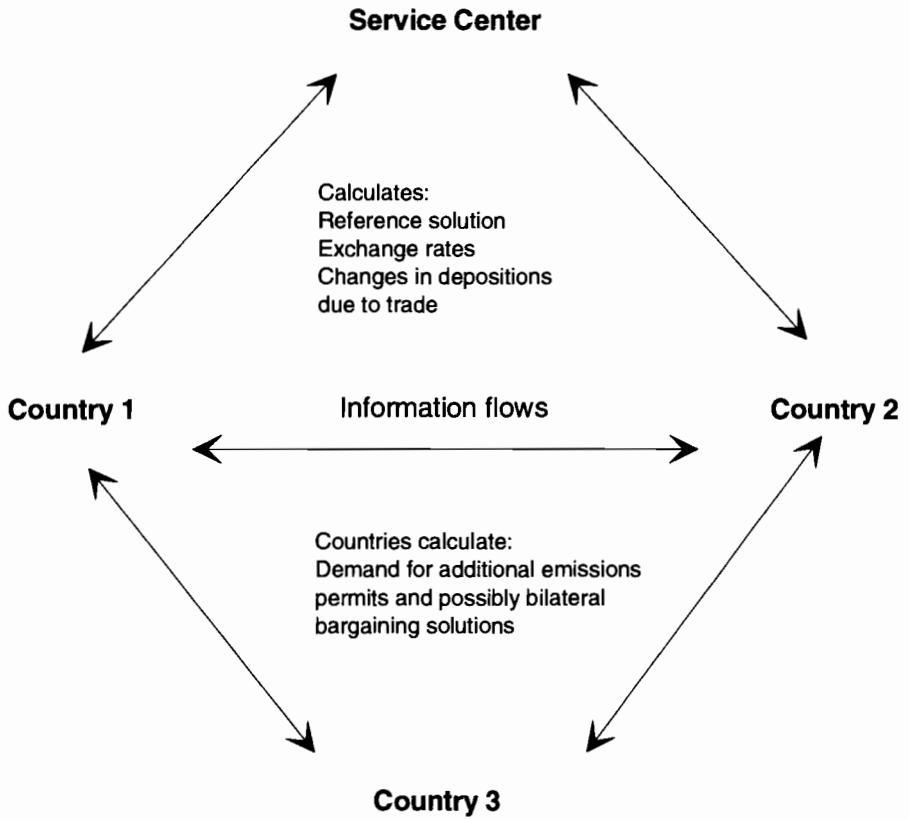 Service Center
Calculates:
Reference solution
Exchange rates
Changes in depositions
due to trade
Country 1
Information flows
Country 2
Countries calculate:
Demand for additional emissions
permits and possibly bilateral
bargaining solutions
Country 3